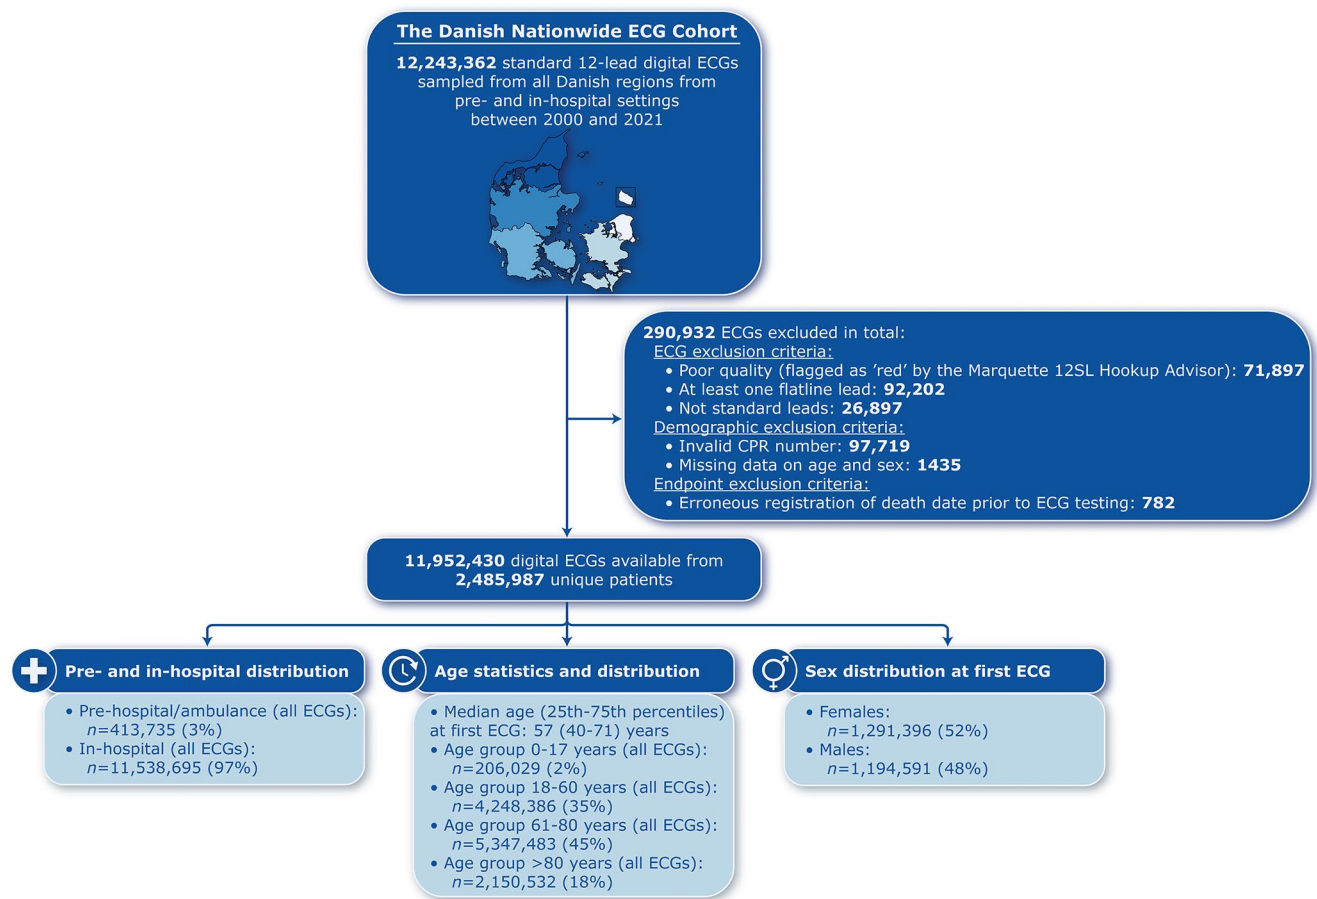 The Danish Nationwide ECG Cohort
12,243,362 standard 12-lead digital ECGs
sampled from all Danish regions from
pre- and in-hospital settings
between 2000 and 2021
290,932 ECGs excluded in total:
ECG exclusion criteria:
• Poor quality (flagged as ’red’ by the Marquette 12SL Hookup Advisor): 71,897
• At least one flatline lead: 92,202
• Not standard leads: 26,897
Demographic exclusion criteria:
• Invalid CPR number: 97,719
• Missing data on age and sex: 1435
Endpoint exclusion criteria:
• Erroneous registration of death date prior to ECG testing: 782
11,952,430 digital ECGs available from
2,485,987 unique patients
Pre- and in-hospital distribution
• Pre-hospital/ambulance (all ECGs):
n=413,735 (3%)
• In-hospital (all ECGs):
n=11,538,695 (97%)
Age statistics and distribution
• Median age (25th-75th percentiles)
at first ECG: 57 (40-71) years
• Age group 0-17 years (all ECGs):
n=206,029 (2%)
• Age group 18-60 years (all ECGs):
n=4,248,386 (35%)
• Age group 61-80 years (all ECGs):
n=5,347,483 (45%)
• Age group >80 years (all ECGs):
n=2,150,532 (18%)
Sex distribution at first ECG
• Females:
n=1,291,396 (52%)
• Males:
n=1,194,591 (48%)